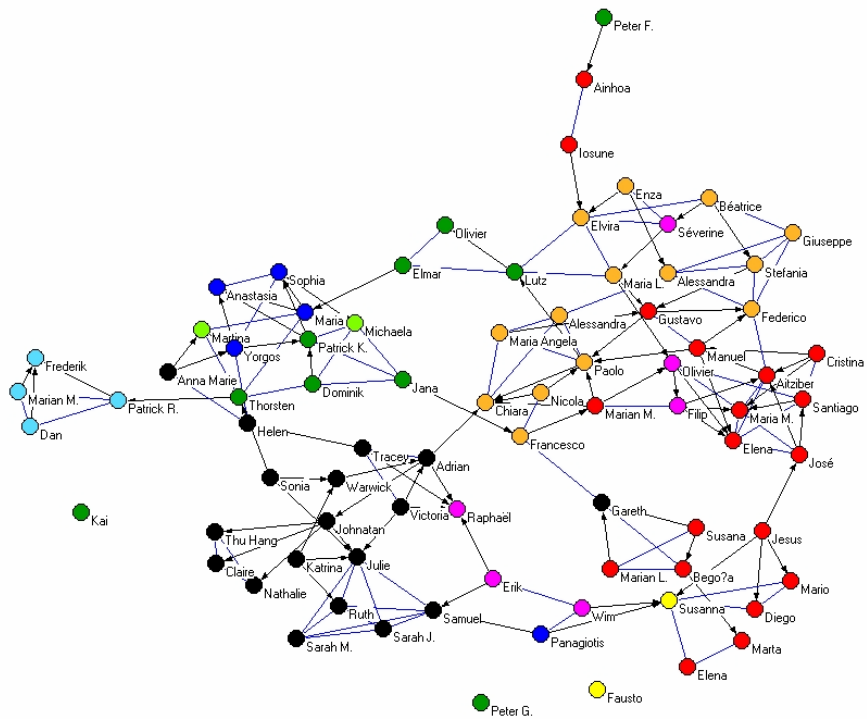 Peter F.
Ainhoa
Iosune
Enza
Béatrice
Elvira
Séverine
Giuseppe
Olivier
Elmar
Lutz
Maria L.
Alessandra
Stefania
Sophia
Anastasia
Maria
Alessandra
Gustavo
Federico
Martina
Michaela
Patrick K.
Maria Angela
Yorgos
Manuel
Cristina
Frederik
Anna Marie
Paolo
Olivier
Aitziber
Marian M.
Patrick R.
Thorsten
Dominik
Jana
Chiara
Nicola
Marian M.
Filip
Maria M.
Santiago
Dan
Helen
Francesco
Elena
José
Tracey
Adrian
Sonia
Warwick
Victoria
Raphaël
Gareth
Kai
Thu Hang
Johnatan
Susana
Jesus
Claire
Katrina
Julie
Marian L.
Bego?a
Nathalie
Erik
Mario
Ruth
Samuel
Wim
Susanna
Diego
Sarah M.
Sarah J.
Panagiotis
Marta
Elena
Fausto
Peter G.